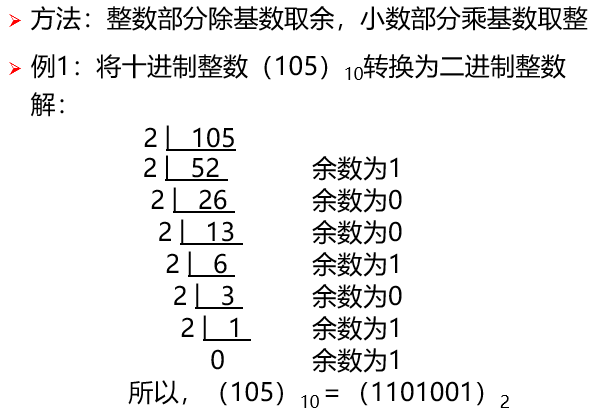 ➢ 方法：整数部分除基数取余，小数部分乘基数取整
➢ 例1：将十进制整数（105）10转换为二进制整数
解：
2 105
2 52 余数为1
2 26 余数为0
2 13 余数为0
2 6 余数为1
2 3 余数为0
2 1 余数为1
0 余数为1
所以，（105）10 =（1101001）2